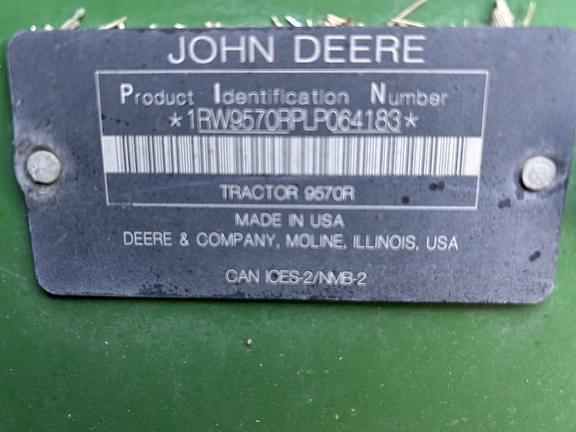 JOHN DEERE
Product Identification Number
*1RW9570RPLP064183*
TRACTOR 9570R
MADE IN USA
DEERE & COMPANY, MOLINE, ILLINOIS, USA
CAN ICES-2/NMB-2